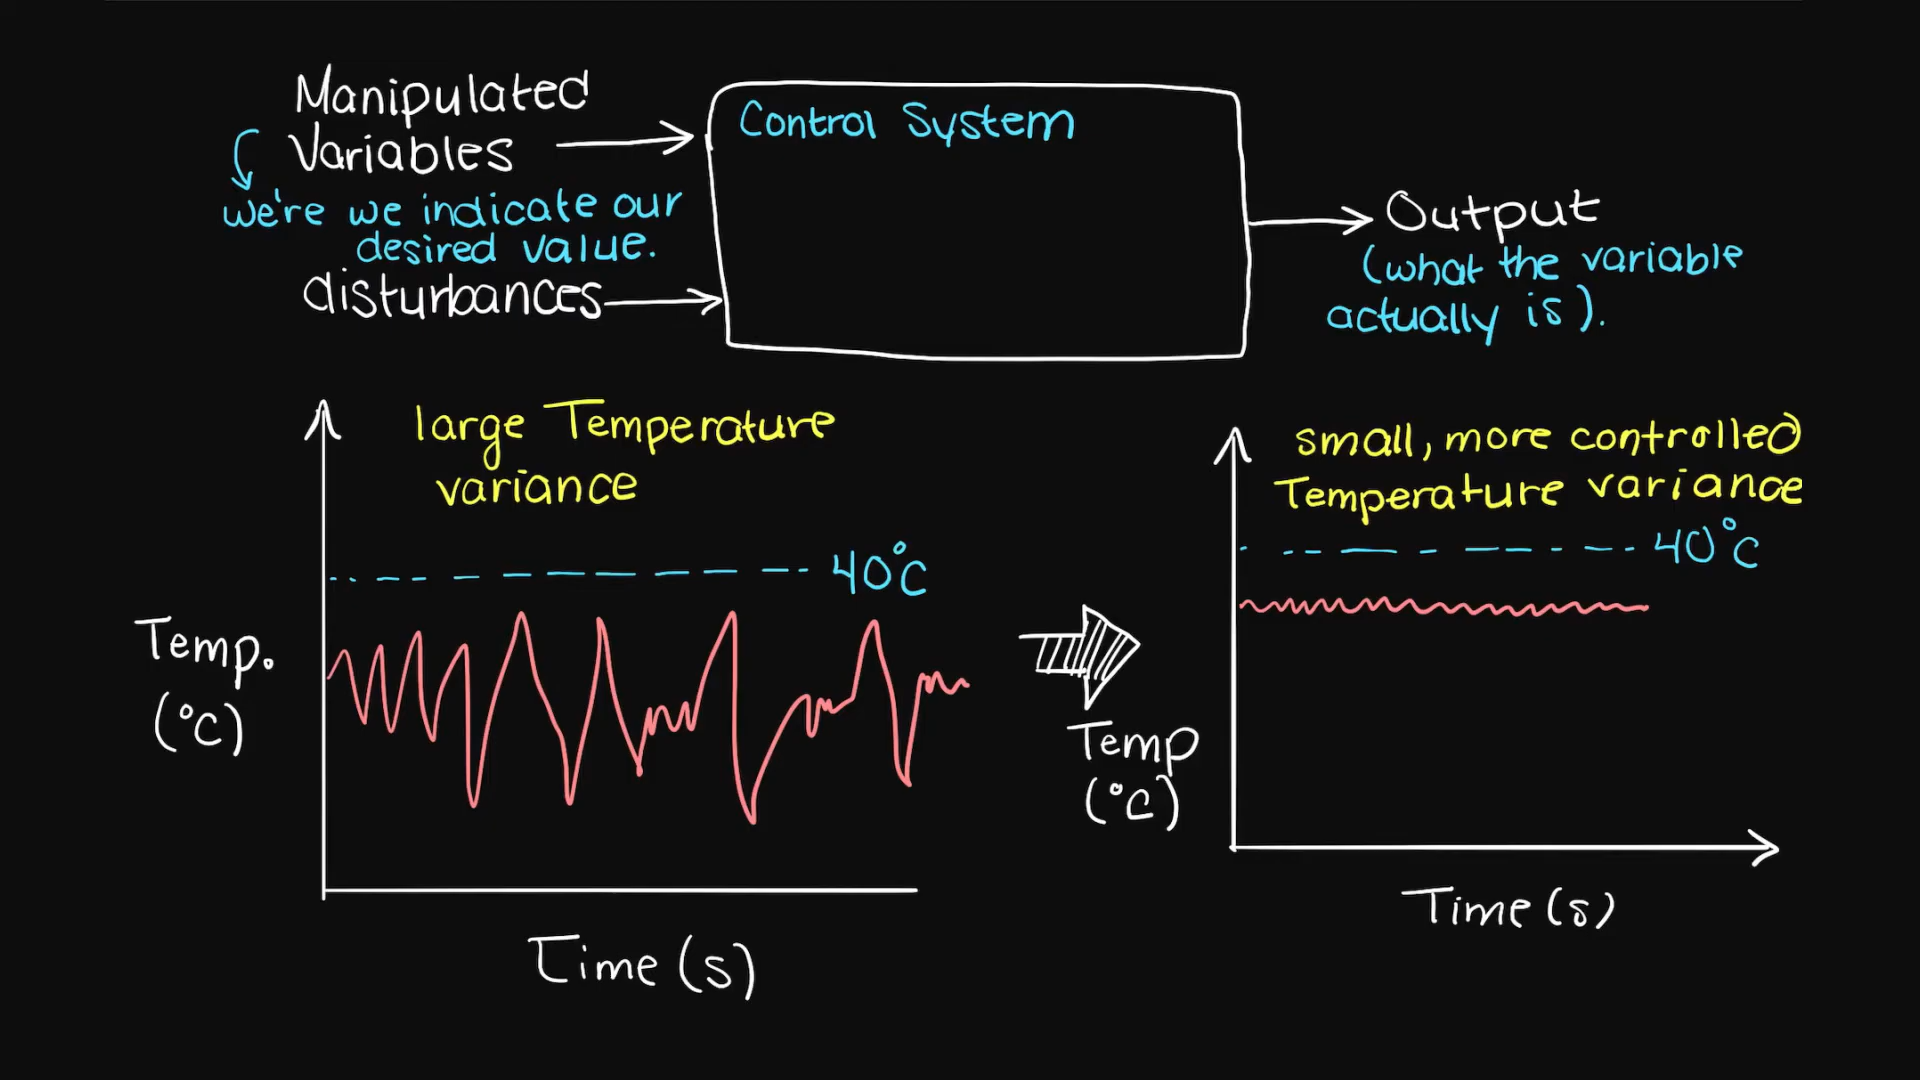 Manipulated
Variables
we're we indicate our
desired value.
disturbances
Control System
Output
(what the variable
actually is).
large Temperature
variance
40°C
Temp.
(°C)
Time (s)
small, more controlled
Temperature variance
40°C
Temp
(°C)
Time (s)